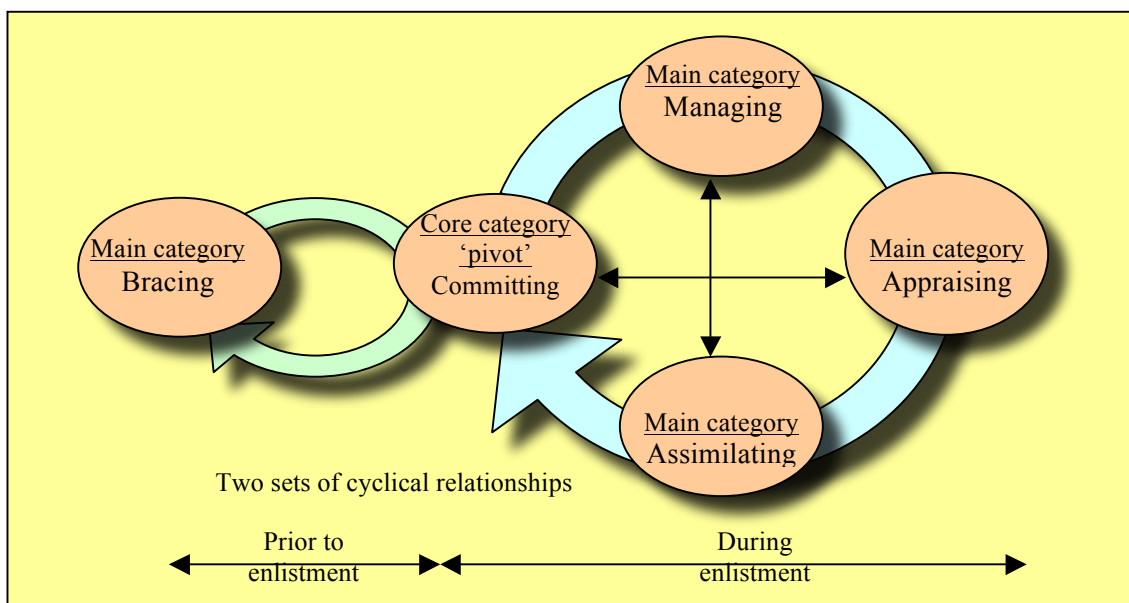 Main category
Managing
Main category
Bracing
Core category
‘pivot’
Committing
Main category
Appraising
Main category
Assimilating
Two sets of cyclical relationships
Prior to
enlistment
During
enlistment